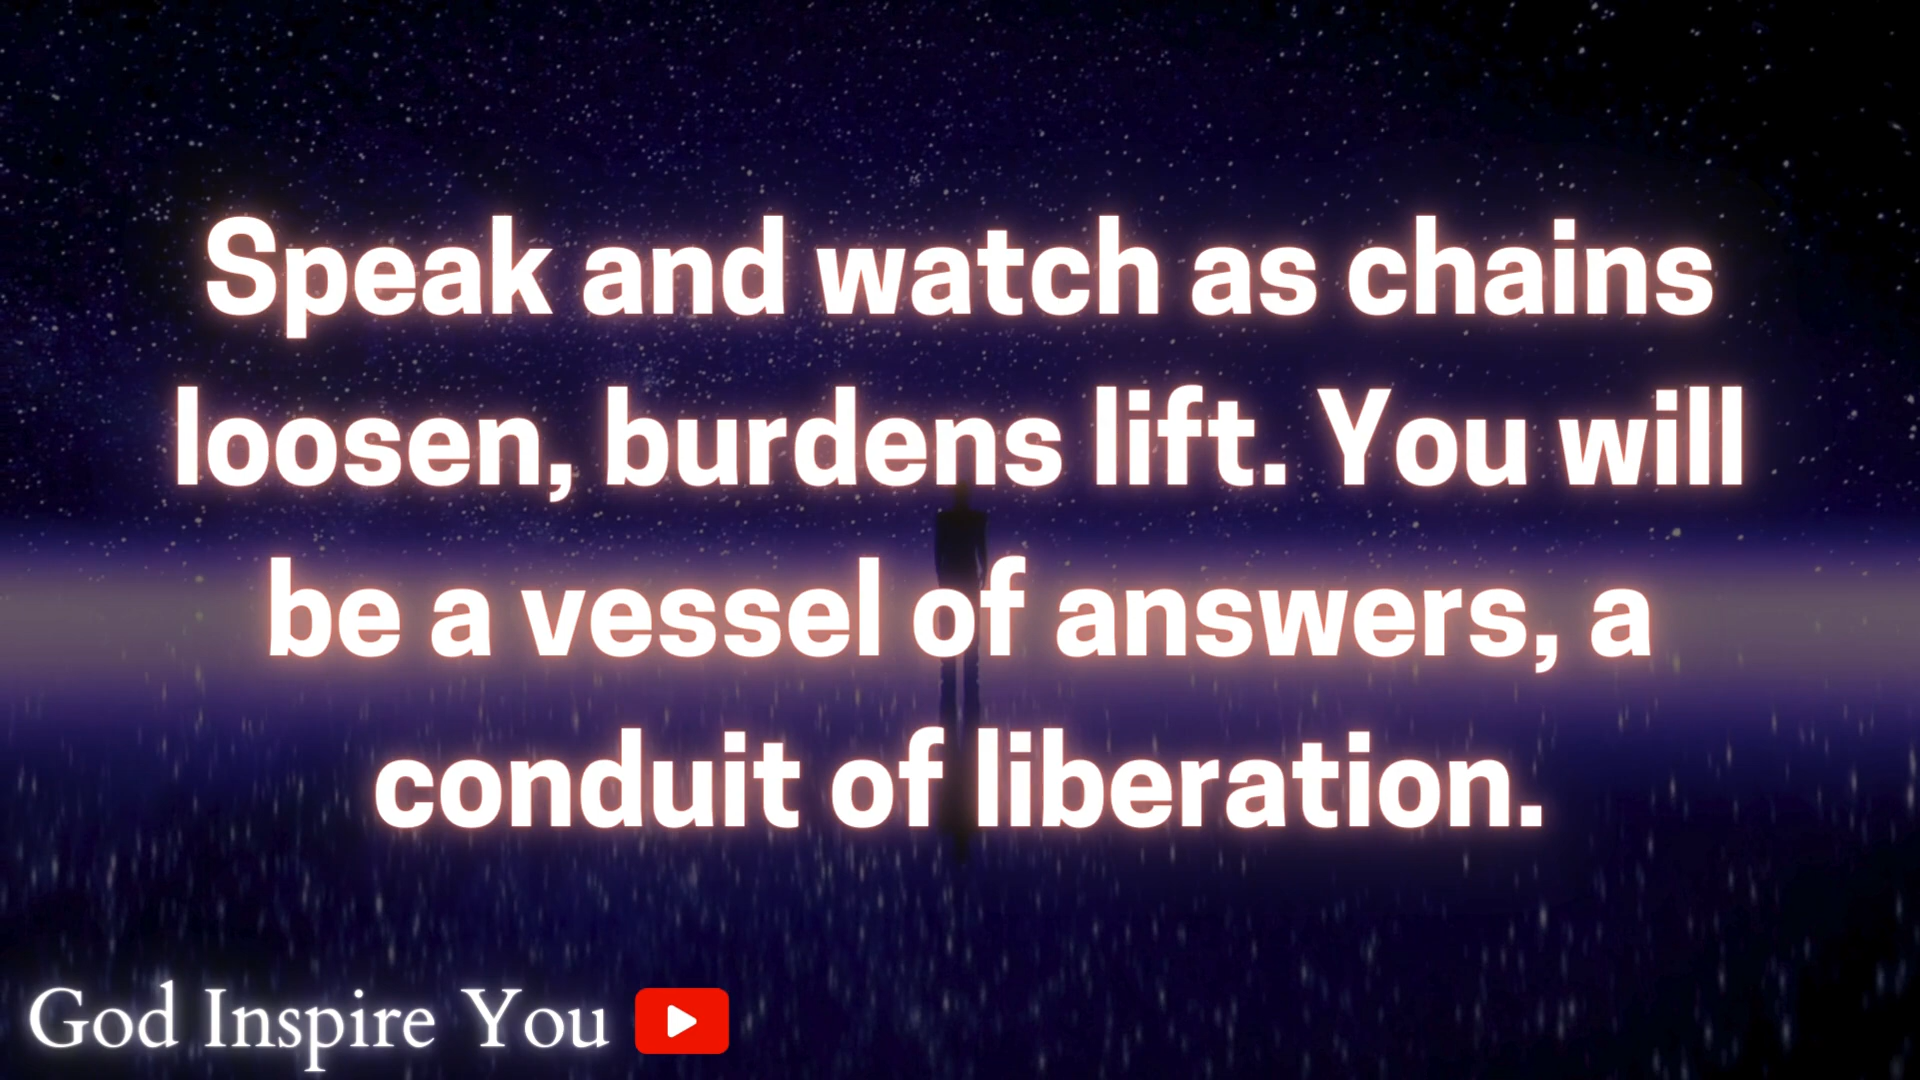 Speak and watch as chains
loosen, burdens lift. You will
be a vessel of answers, a
conduit of liberation.
God Inspire You